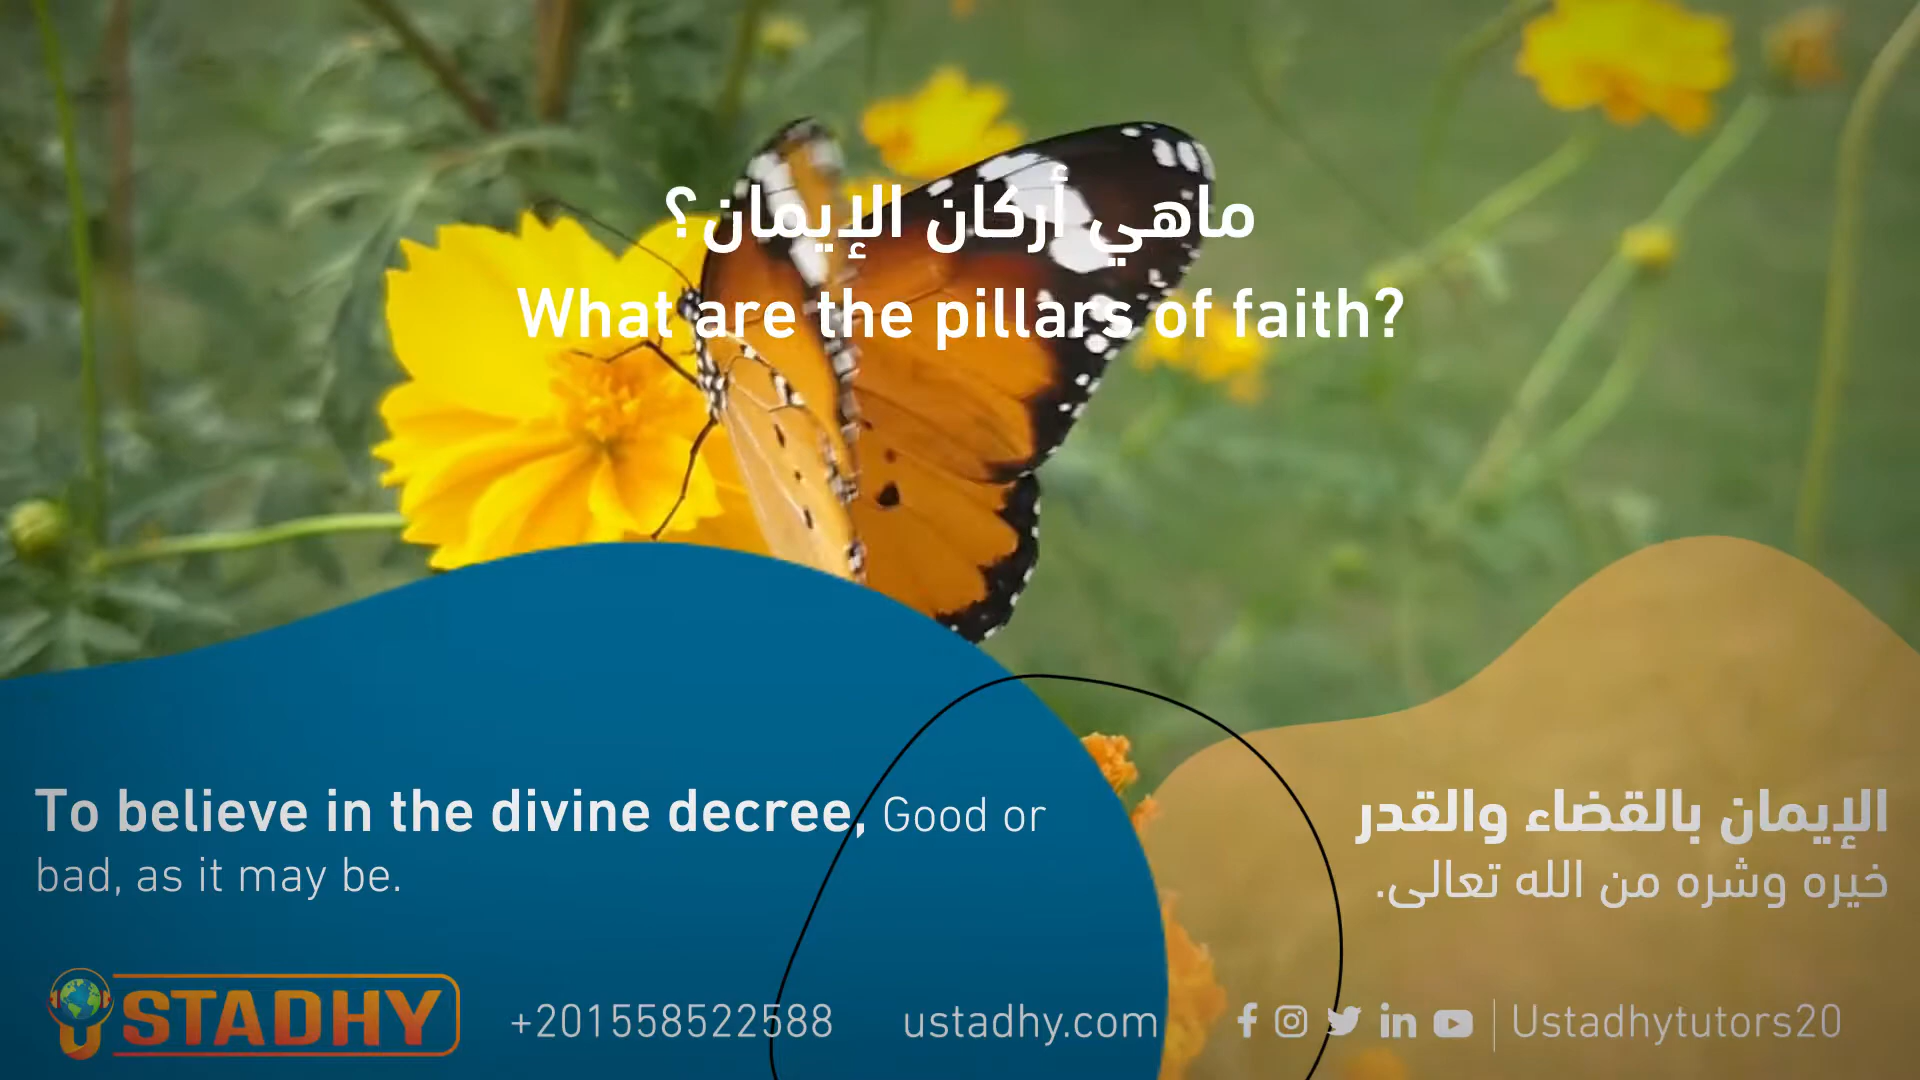 ماهي أركان الإيمان؟
What are the pillars of faith?
To believe in the divine decree, Good or
bad, as it may be.
الإيمان بالقضاء والقدر
خيره وشره من الله تعالى.
USTADHY
+201558522588
ustadhy.com
Ustadhytutors20